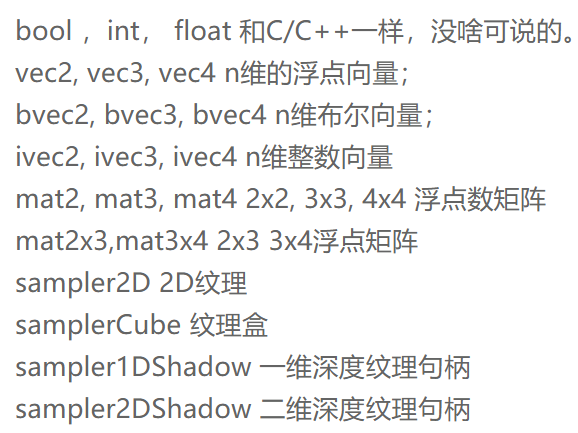 bool ，int， float 和C/C++一样，没啥可说的。
vec2, vec3, vec4 n维的浮点向量；
bvec2, bvec3, bvec4 n维布尔向量；
ivec2, ivec3, ivec4 n维整数向量
mat2, mat3, mat4 2x2, 3x3, 4x4 浮点数矩阵
mat2x3,mat3x4 2x3 3x4浮点矩阵
sampler2D 2D纹理
samplerCube 纹理盒
sampler1DShadow 一维深度纹理句柄
sampler2DShadow 二维深度纹理句柄